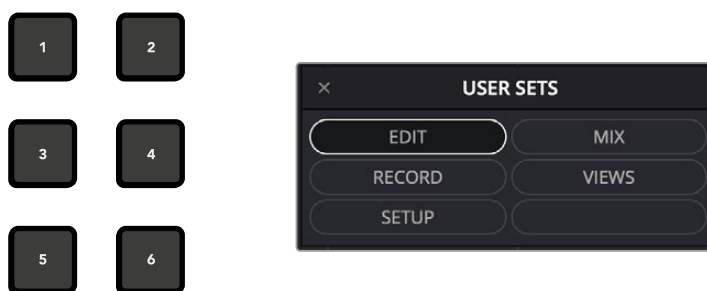 1 2
3 4
5 6
× USER SETS
EDIT MIX
RECORD VIEWS
SETUP